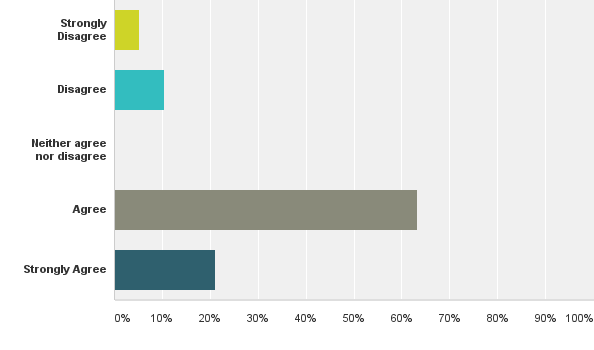 Strongly
Disagree
Disagree
Neither agree
nor disagree
Agree
Strongly Agree
0% 10% 20% 30% 40% 50% 60% 70% 80% 90% 100%